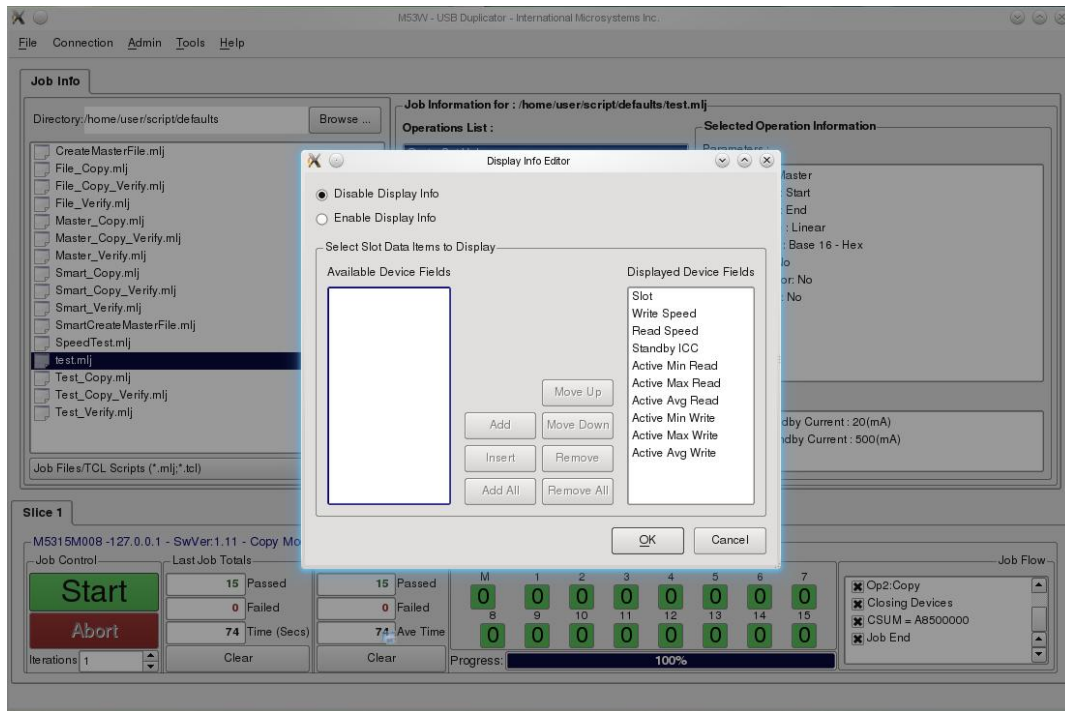 M53W - USB Duplicator - International Microsystems Inc.
File Connection Admin Tools Help
Job Info
Directory:/home/user/script/defaults
Browse ...
CreateMasterFile.mlj
File_Copy.mlj
File_Copy_Verify.mlj
File_Verify.mlj
Master_Copy.mlj
Master_Copy_Verify.mlj
Master_Verify.mlj
Smart_Copy.mlj
Smart_Copy_Verify.mlj
Smart_Verify.mlj
SmartCreateMasterFile.mlj
SpeedTest.mlj
test.mlj
Test_Copy.mlj
Test_Copy_Verify.mlj
Test_Verify.mlj
Job Files/TCL Scripts (*.mlj;*.tcl)
Job Information for : /home/user/script/defaults/test.mlj
Operations List :
Selected Operation Information
Parameters :
Master
: Start
: End
: Linear
: Base 16 - Hex
No
or: No
: No
dby Current : 20(mA)
ndby Current : 500(mA)
Display Info Editor
Disable Display Info
Enable Display Info
Select Slot Data Items to Display
Available Device Fields
Displayed Device Fields
Slot
Write Speed
Read Speed
Standby ICC
Active Min Read
Active Max Read
Active Avg Read
Active Min Write
Active Max Write
Active Avg Write
Move Up
Add
Move Down
Insert
Remove
Add All
Remove All
OK
Cancel
Slice 1
M5315M008 -127.0.0.1 - SwVer:1.11 - Copy Mo
Job Control
Start
Abort
Iterations 1
Last Job Totals
15 Passed
0 Failed
74 Time (Secs)
Clear
15 Passed
0 Failed
74 Ave Time
Clear
M 1 2 3 4 5 6 7
0 0 0 0 0 0 0 0
8 9 10 11 12 13 14 15
0 0 0 0 0 0 0 0
Progress: 100%
Job Flow
Op2:Copy
Closing Devices
CSUM = A8500000
Job End